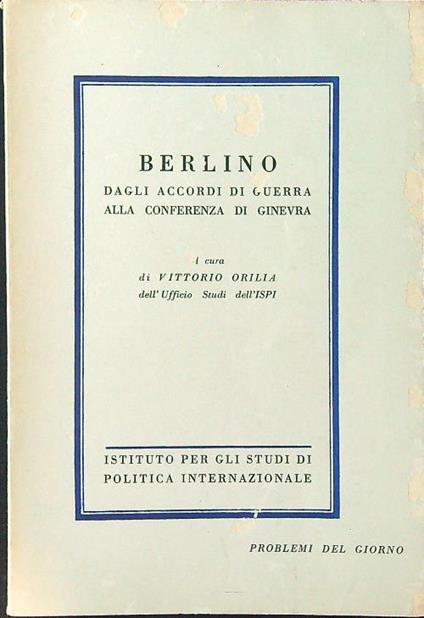 BERLINO
DAGLI ACCORDI DI GUERRA
ALLA CONFERENZA DI GINEVRA
A cura
di VITTORIO ORILIA
dell'Ufficio Studi dell'ISPI
ISTITUTO PER GLI STUDI DI
POLITICA INTERNAZIONALE
PROBLEMI DEL GIORNO